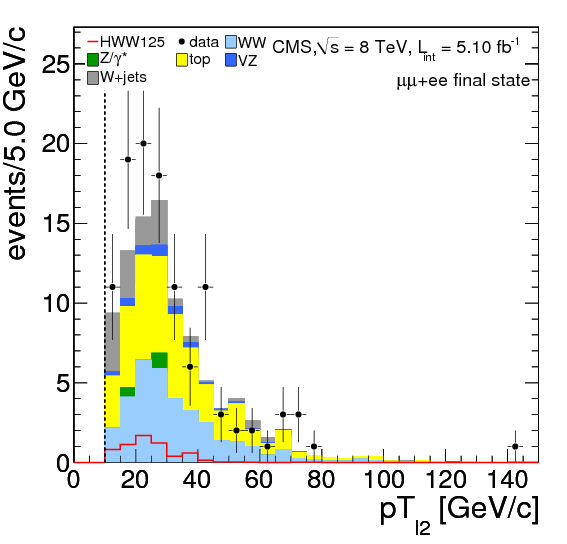 HWW125 data WW CMS,√s = 8 TeV, L_int = 5.10 fb⁻¹
Z/γ* top VZ
W+jets μμ+ee final state
events/5.0 GeV/c
25
20
15
10
5
0
0 20 40 60 80 100 120 140
pT_l2 [GeV/c]